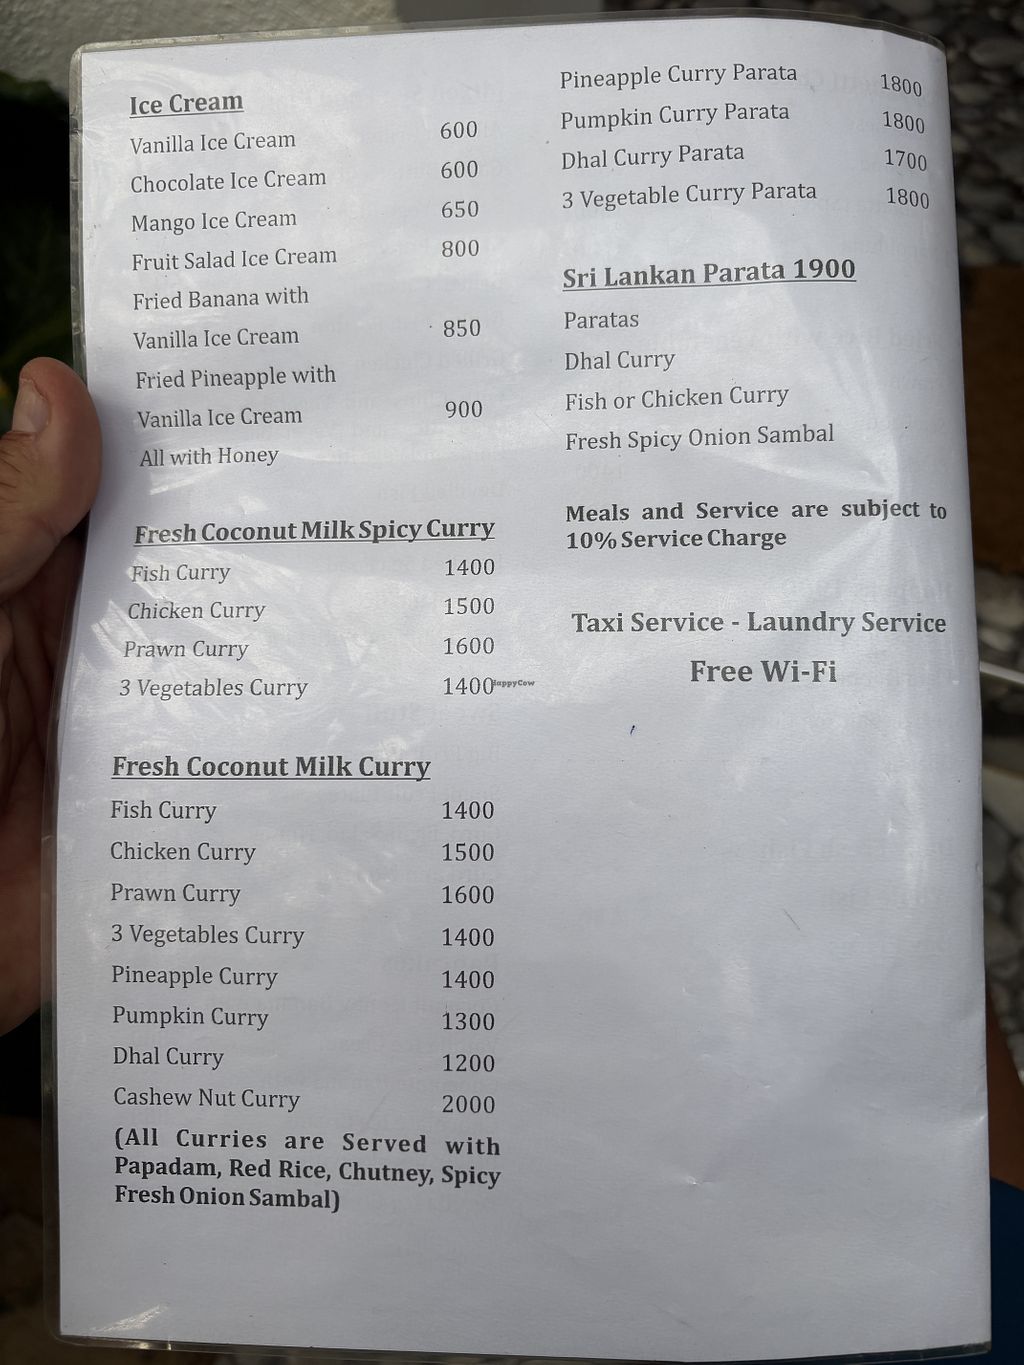 Ice Cream
Vanilla Ice Cream 600
Chocolate Ice Cream 600
Mango Ice Cream 650
Fruit Salad Ice Cream 800
Fried Banana with
Vanilla Ice Cream 850
Fried Pineapple with
Vanilla Ice Cream 900
All with Honey
Fresh Coconut Milk Spicy Curry
Fish Curry 1400
Chicken Curry 1500
Prawn Curry 1600
3 Vegetables Curry 1400
HappyCow
Fresh Coconut Milk Curry
Fish Curry 1400
Chicken Curry 1500
Prawn Curry 1600
3 Vegetables Curry 1400
Pineapple Curry 1400
Pumpkin Curry 1300
Dhal Curry 1200
Cashew Nut Curry 2000
(All Curries are Served with
Papadam, Red Rice, Chutney, Spicy
Fresh Onion Sambal)
Pineapple Curry Parata 1800
Pumpkin Curry Parata 1800
Dhal Curry Parata 1700
3 Vegetable Curry Parata 1800
Sri Lankan Parata 1900
Paratas
Dhal Curry
Fish or Chicken Curry
Fresh Spicy Onion Sambal
Meals and Service are subject to
10% Service Charge
Taxi Service - Laundry Service
Free Wi-Fi